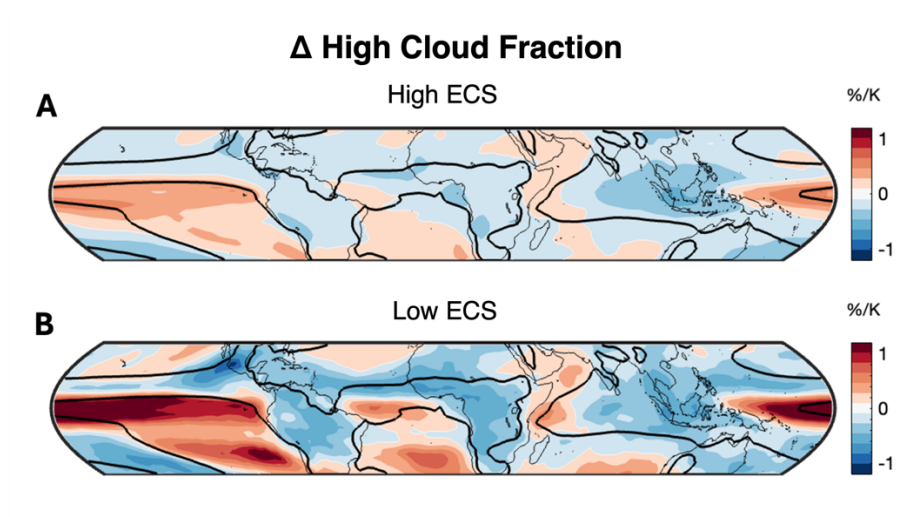 Δ High Cloud Fraction
A
High ECS
%/K
1
0
-1
B
Low ECS
%/K
1
0
-1